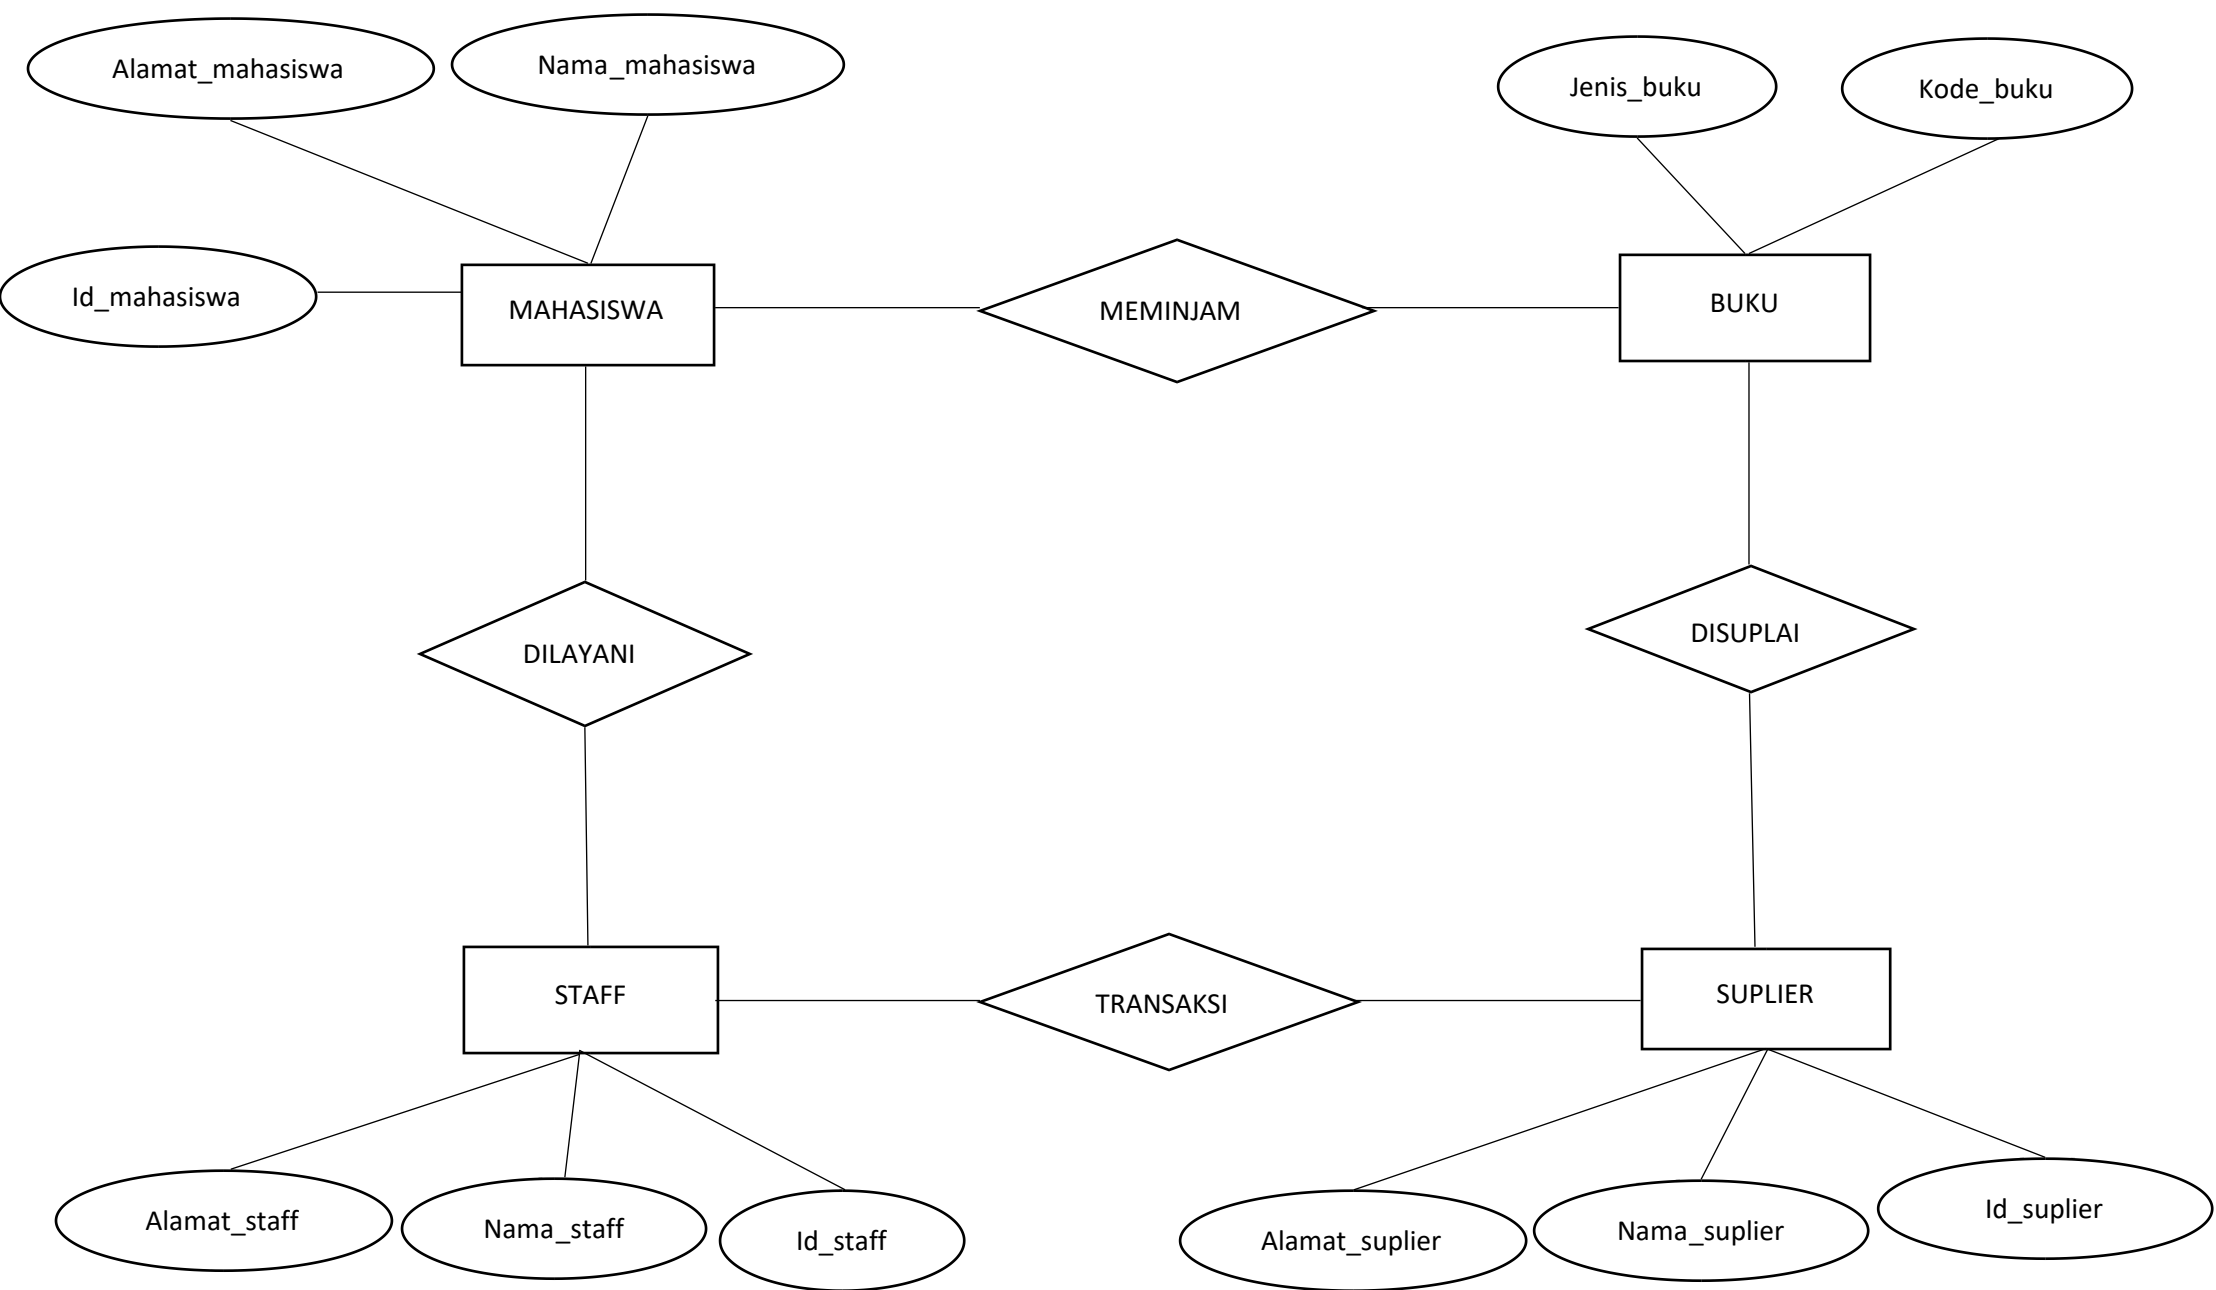 Alamat_mahasiswa
Nama_mahasiswa
Jenis_buku
Kode_buku
Id_mahasiswa
MAHASISWA
MEMINJAM
BUKU
DILAYANI
DISUPLAI
STAFF
TRANSAKSI
SUPLIER
Alamat_staff
Nama_staff
Id_staff
Alamat_suplier
Nama_suplier
Id_suplier